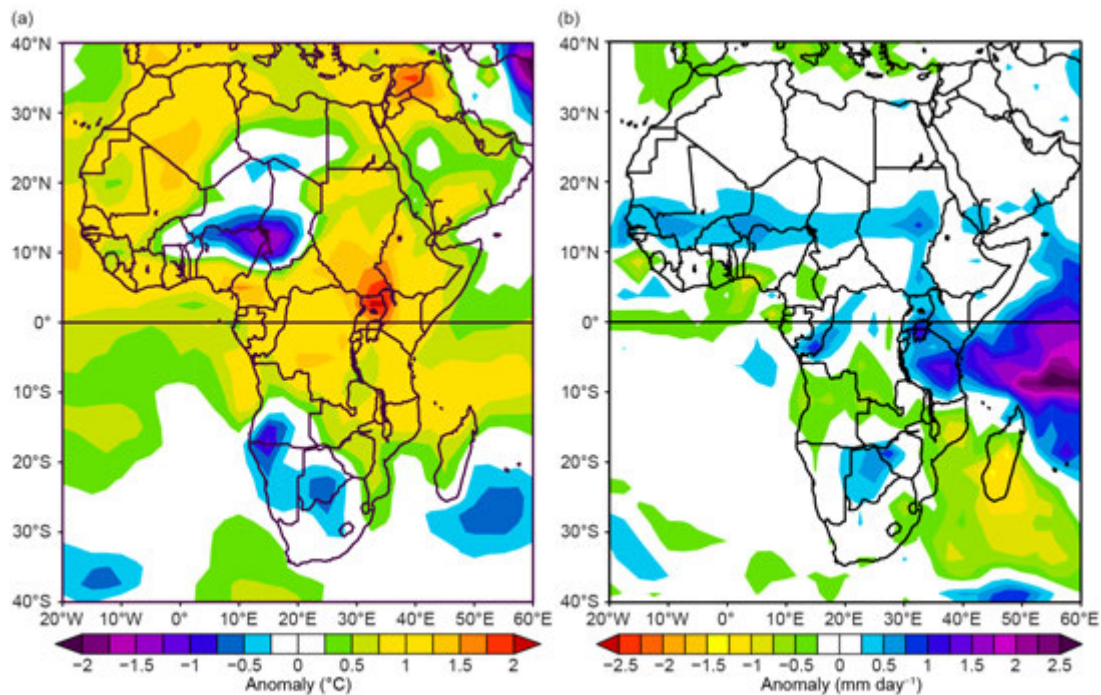 (a)
(b)
40°N
30°N
20°N
10°N
0°
10°S
20°S
30°S
40°S
20°W 10°W 0° 10°E 20°E 30°E 40°E 50°E 60°E
−2 −1.5 −1 −0.5 0 0.5 1 1.5 2
Anomaly (°C)
40°N
30°N
20°N
10°N
0°
10°S
20°S
30°S
40°S
20°W 10°W 0° 10°E 20°E 30°E 40°E 50°E 60°E
−2.5 −2 −1.5 −1 −0.5 0 0.5 1 1.5 2 2.5
Anomaly (mm day⁻¹)